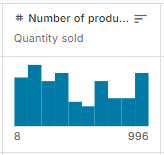 # Number of produ...
Quantity sold
8 996